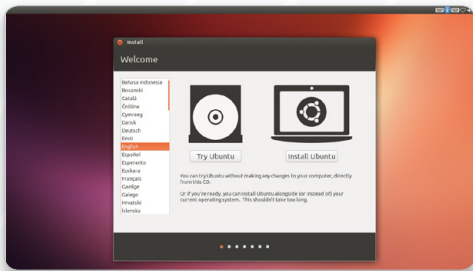 Install
Welcome
Bahasa Indonesia
Bosanski
Català
Čeština
Cymraeg
Dansk
Deutsch
Eesti
English
Español
Esperanto
Euskara
Français
Gaeilge
Galego
Hrvatski
Íslenska
Try Ubuntu
Install Ubuntu
You can try Ubuntu without making any changes to your computer, directly
from this CD.
Or if you're ready, you can install Ubuntu alongside (or instead of) your
current operating system. This shouldn't take too long.